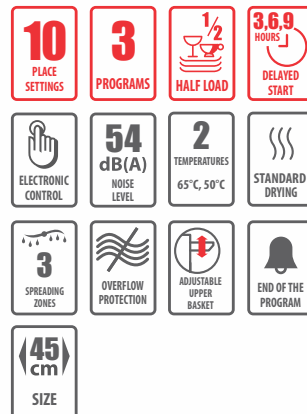 10
PLACE
SETTINGS
3
PROGRAMS
1/2
HALF LOAD
3,6,9
HOURS
DELAYED
START
ELECTRONIC
CONTROL
54
dB(A)
NOISE
LEVEL
2
TEMPERATURES
65°C, 50°C
STANDARD
DRYING
3
SPREADING
ZONES
OVERFLOW
PROTECTION
ADJUSTABLE
UPPER
BASKET
END OF THE
PROGRAM
45
cm
SIZE